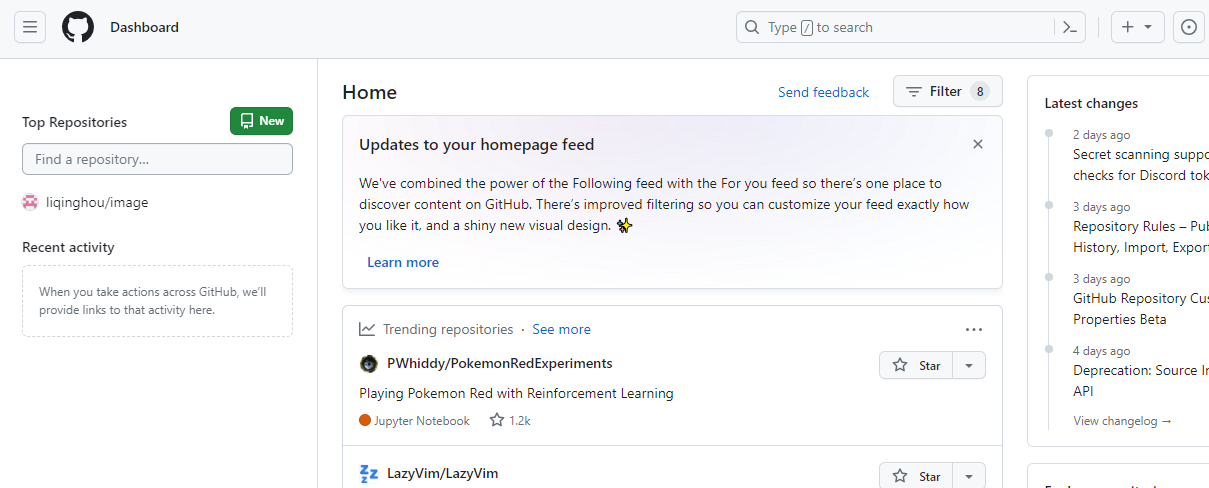 Dashboard
Type / to search
Top Repositories
New
Find a repository...
liqinghou/image
Recent activity
When you take actions across GitHub, we'll
provide links to that activity here.
Home
Send feedback
Filter 8
Updates to your homepage feed
We've combined the power of the Following feed with the For you feed so there's one place to
discover content on GitHub. There's improved filtering so you can customize your feed exactly how
you like it, and a shiny new visual design. ✨
Learn more
Trending repositories · See more
PWhiddy/PokemonRedExperiments
Star
Playing Pokemon Red with Reinforcement Learning
Jupyter Notebook 1.2k
LazyVim/LazyVim
Star
Latest changes
2 days ago
Secret scanning suppo
checks for Discord tok
3 days ago
Repository Rules – Pub
History, Import, Export
3 days ago
GitHub Repository Cus
Properties Beta
4 days ago
Deprecation: Source Im
API
View changelog →